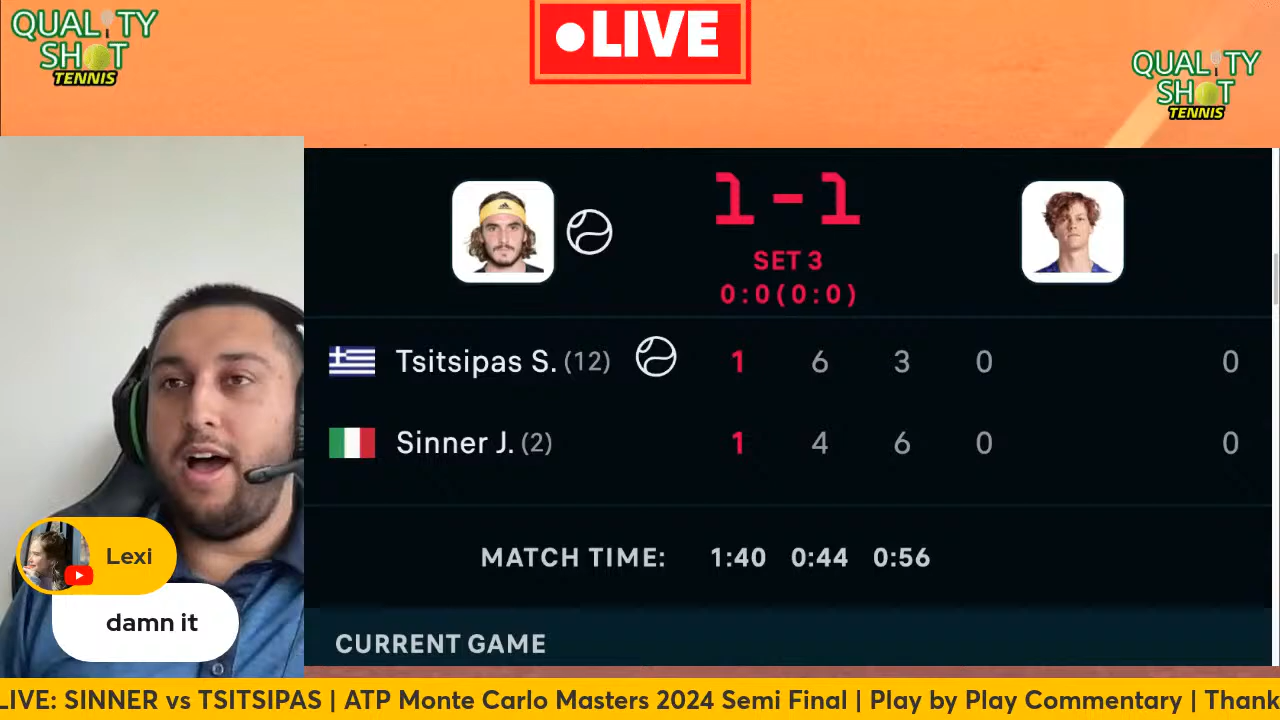 QUALITY
SHOT
TENNIS
LIVE
QUALITY
SHOT
TENNIS
1-1
SET 3
0:0(0:0)
Tsitsipas S. (12) 1 6 3 0 0
Sinner J. (2) 1 4 6 0 0
MATCH TIME: 1:40 0:44 0:56
CURRENT GAME
Lexi
damn it
LIVE: SINNER vs TSITSIPAS | ATP Monte Carlo Masters 2024 Semi Final | Play by Play Commentary | Thank